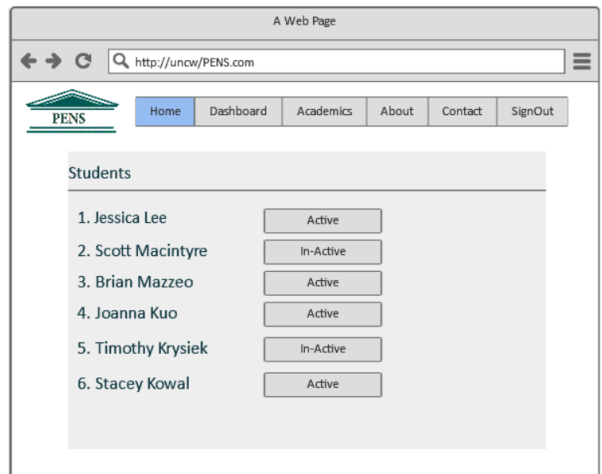 A Web Page
http://uncw/PENS.com
PENS
Home Dashboard Academics About Contact SignOut
Students
1. Jessica Lee Active
2. Scott Macintyre In-Active
3. Brian Mazzeo Active
4. Joanna Kuo Active
5. Timothy Krysiek In-Active
6. Stacey Kowal Active